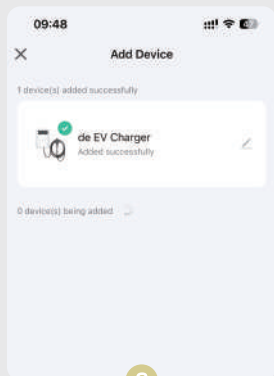 09:48
Add Device
1 device(s) added successfully
de EV Charger
Added successfully
0 device(s) being added